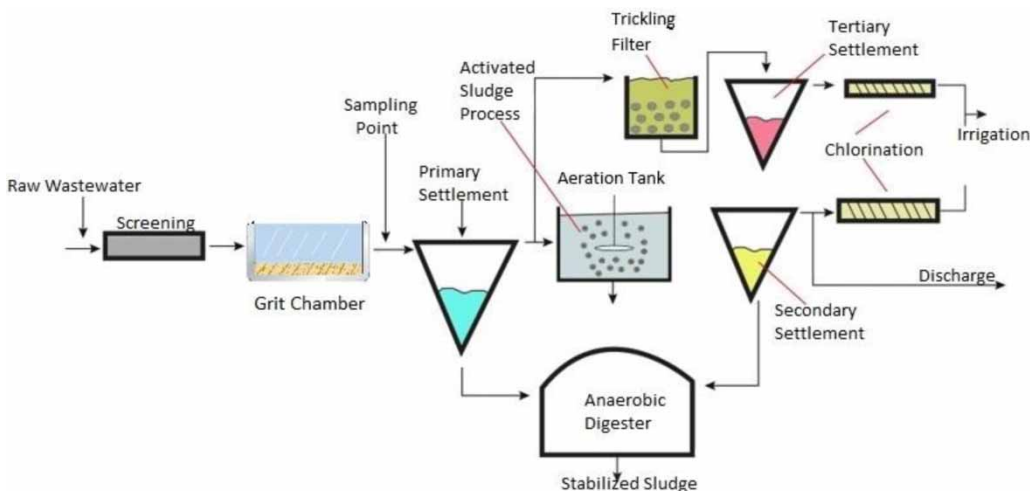 Trickling
Filter
Tertiary
Settlement
Activated
Sludge
Process
Sampling
Point
Irrigation
Chlorination
Primary
Settlement
Aeration Tank
Raw Wastewater
Screening
Discharge
Grit Chamber
Secondary
Settlement
Anaerobic
Digester
Stabilized Sludge